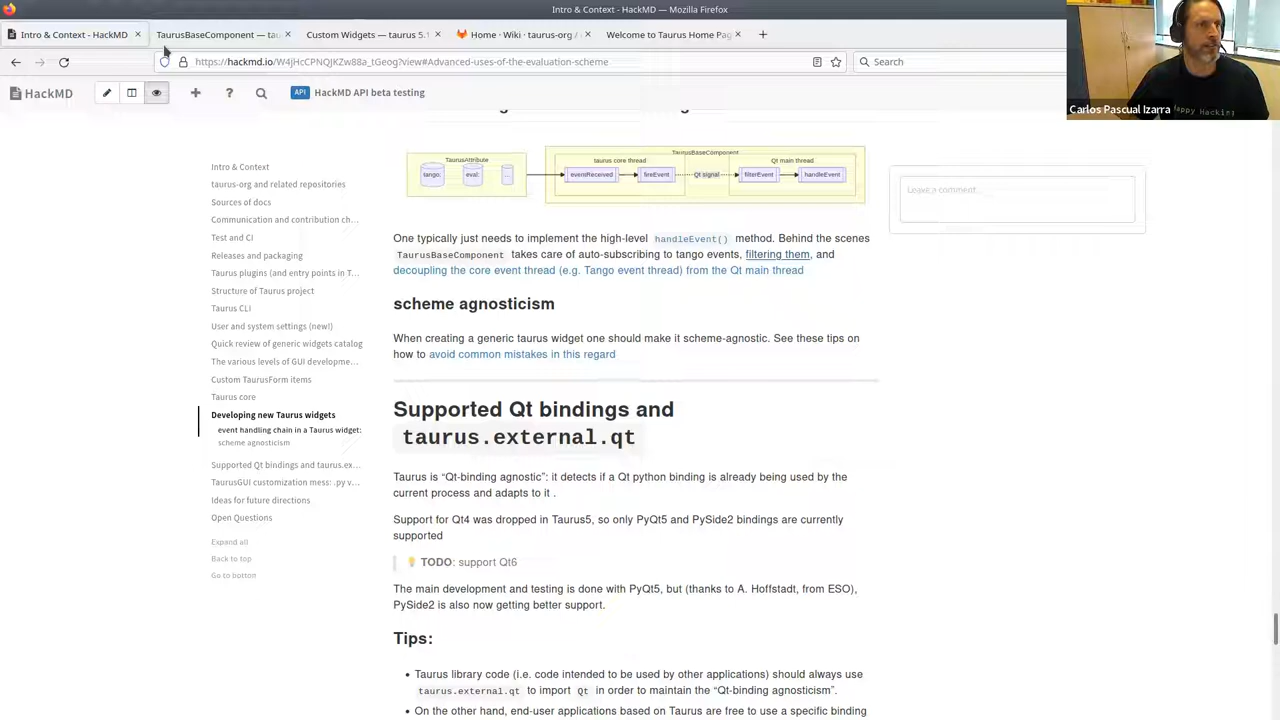 Intro & Context - HackMD — Mozilla Firefox
Intro & Context - HackMD
TaurusBaseComponent — tau
Custom Widgets — taurus 5.1
Home · Wiki · taurus-org /
Welcome to Taurus Home Pag
https://hackmd.io/W4jHcCPNQJKZw88a_tGeog?view#Advanced-uses-of-the-evaluation-scheme
Search
HackMD
API HackMD API beta testing
Carlos Pascual Izarra
appy Hacking
Intro & Context
taurus-org and related repositories
Sources of docs
Communication and contribution ch...
Test and CI
Releases and packaging
Taurus plugins (and entry points in T...
Structure of Taurus project
Taurus CLI
User and system settings (new!)
Quick review of generic widgets catalog
The various levels of GUI developme...
Custom TaurusForm items
Taurus core
Developing new Taurus widgets
event handling chain in a Taurus widget:
scheme agnosticism
Supported Qt bindings and taurus.ex...
TaurusGUI customization mess: .py v...
Ideas for future directions
Open Questions
Expand all
Back to top
Go to bottom
TaurusAttribute
tango:
eval:
...
TaurusBaseComponent
taurus core thread
eventReceived
fireEvent
Qt signal
Qt main thread
filterEvent
handleEvent
One typically just needs to implement the high-level handleEvent() method. Behind the scenes
TaurusBaseComponent takes care of auto-subscribing to tango events, filtering them, and
decoupling the core event thread (e.g. Tango event thread) from the Qt main thread
scheme agnosticism
When creating a generic taurus widget one should make it scheme-agnostic. See these tips on
how to avoid common mistakes in this regard
Supported Qt bindings and
taurus.external.qt
Taurus is “Qt-binding agnostic”: it detects if a Qt python binding is already being used by the
current process and adapts to it .
Support for Qt4 was dropped in Taurus5, so only PyQt5 and PySide2 bindings are currently
supported
💡 TODO: support Qt6
The main development and testing is done with PyQt5, but (thanks to A. Hoffstadt, from ESO),
PySide2 is also now getting better support.
Tips:
• Taurus library code (i.e. code intended to be used by other applications) should always use
taurus.external.qt to import Qt in order to maintain the “Qt-binding agnosticism”.
• On the other hand, end-user applications based on Taurus are free to use a specific binding
Leave a comment...